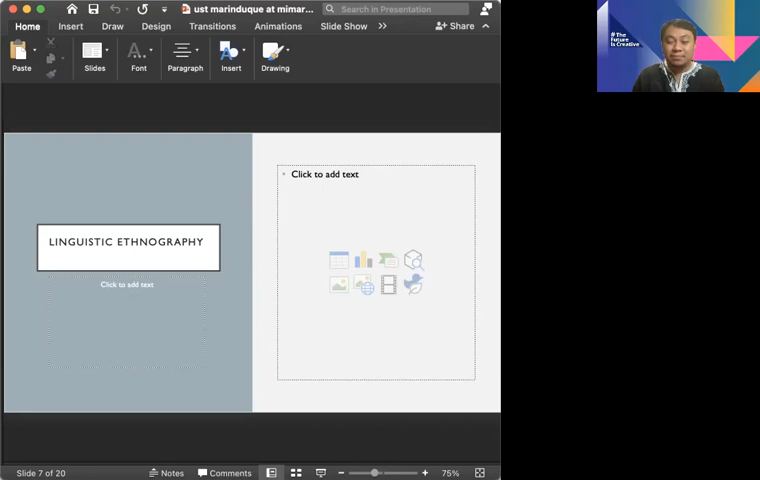 ust marinduque at mimar...
Search in Presentation
Home
Insert
Draw
Design
Transitions
Animations
Slide Show
Share
Paste
Slides
Font
Paragraph
Insert
Drawing
LINGUISTIC ETHNOGRAPHY
Click to add text
Click to add text
Slide 7 of 20
Notes
Comments
75%
#The
Future
Is Creative